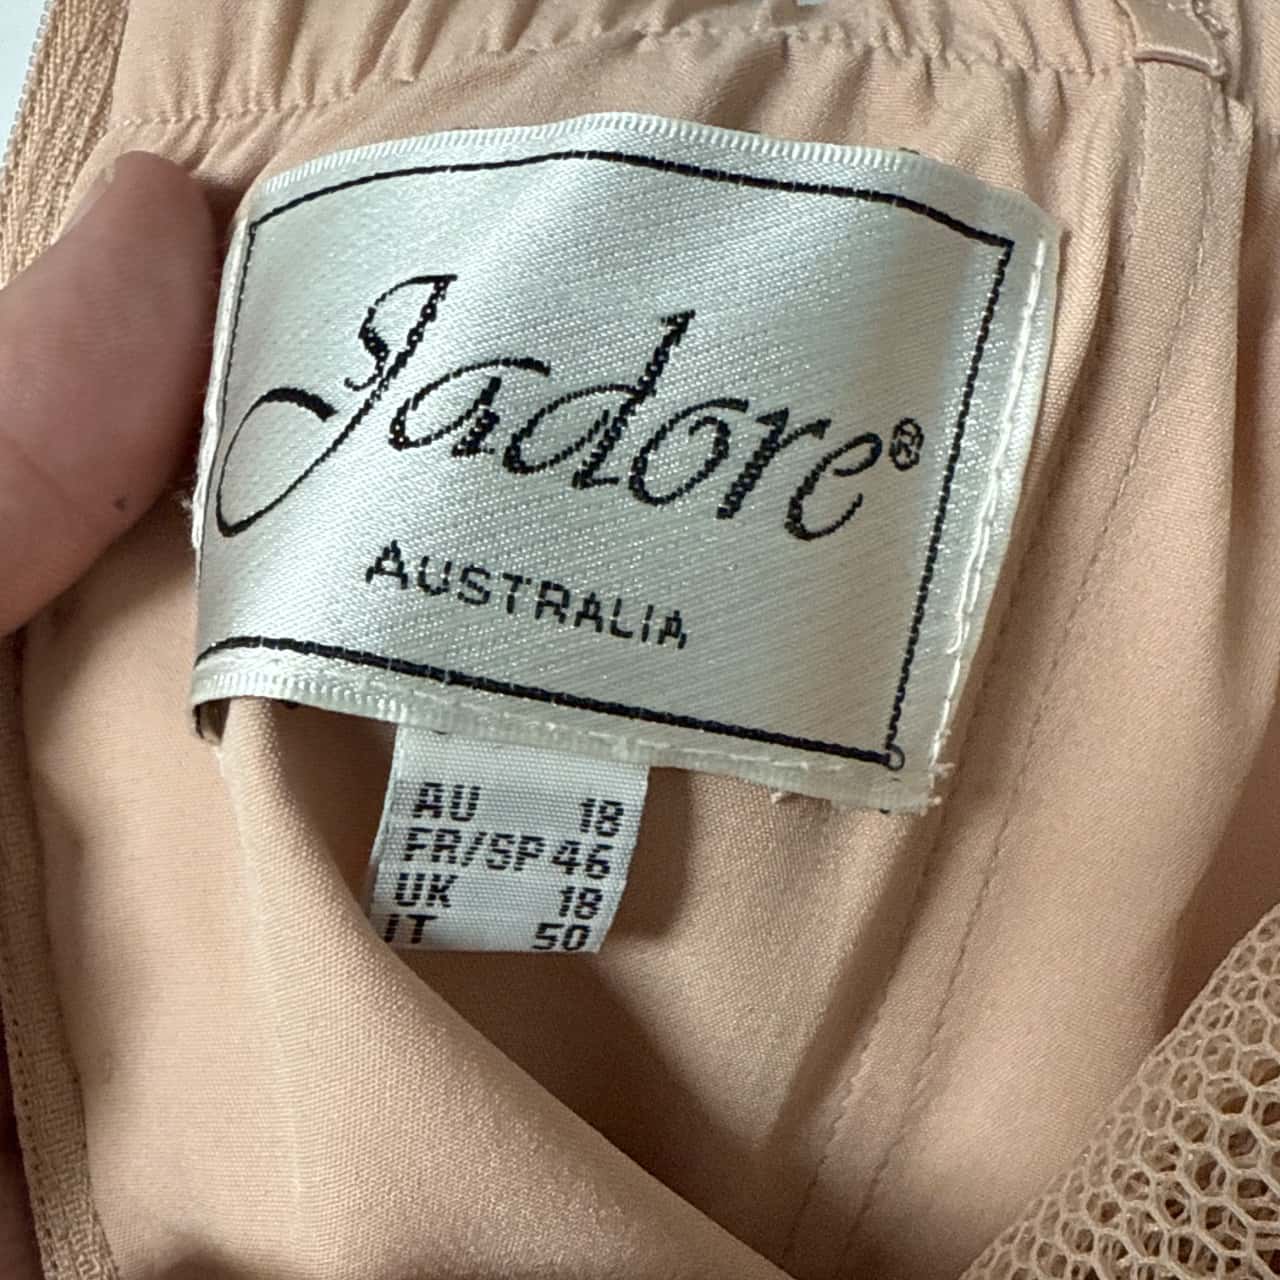 Jadore®
AUSTRALIA
AU 18
FR/SP 46
UK 18
IT 50